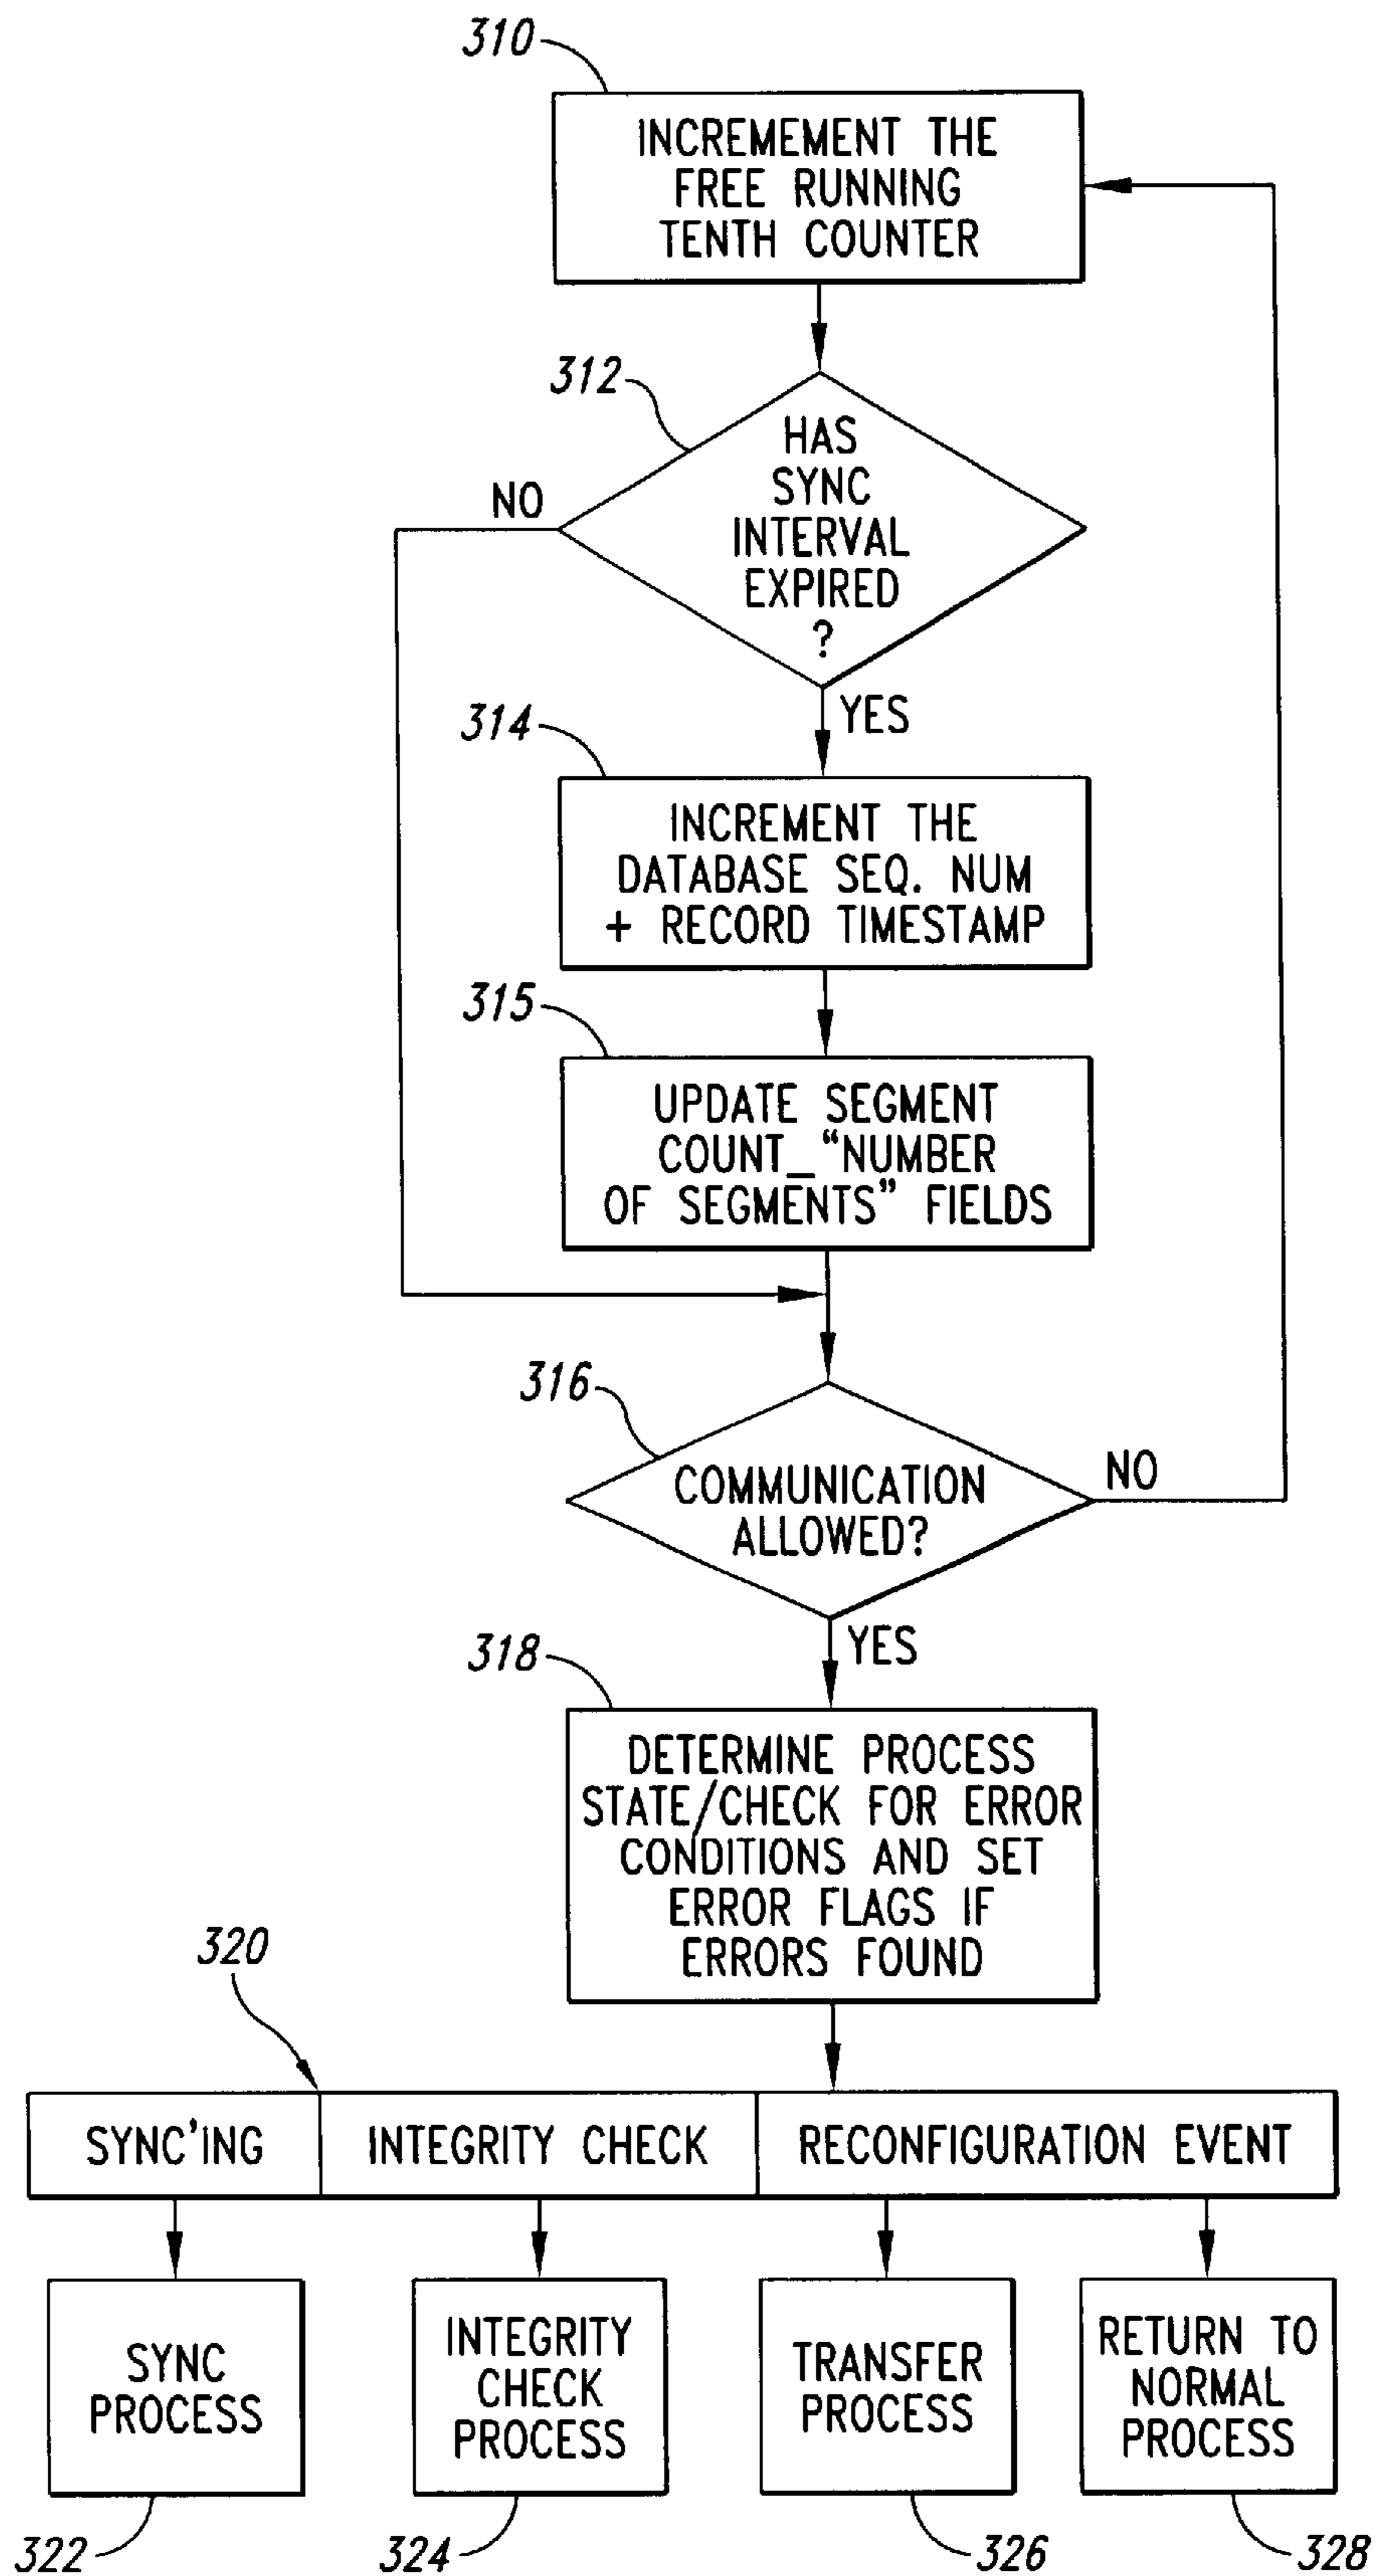 310
INCREMEMENT THE
FREE RUNNING
TENTH COUNTER
312
HAS
SYNC
INTERVAL
EXPIRED
?
NO
YES
314
INCREMENT THE
DATABASE SEQ. NUM
+ RECORD TIMESTAMP
315
UPDATE SEGMENT
COUNT_“NUMBER
OF SEGMENTS” FIELDS
316
COMMUNICATION
ALLOWED?
NO
YES
318
DETERMINE PROCESS
STATE/CHECK FOR ERROR
CONDITIONS AND SET
ERROR FLAGS IF
ERRORS FOUND
320
SYNC'ING
INTEGRITY CHECK
RECONFIGURATION EVENT
SYNC
PROCESS
INTEGRITY
CHECK
PROCESS
TRANSFER
PROCESS
RETURN TO
NORMAL
PROCESS
322
324
326
328